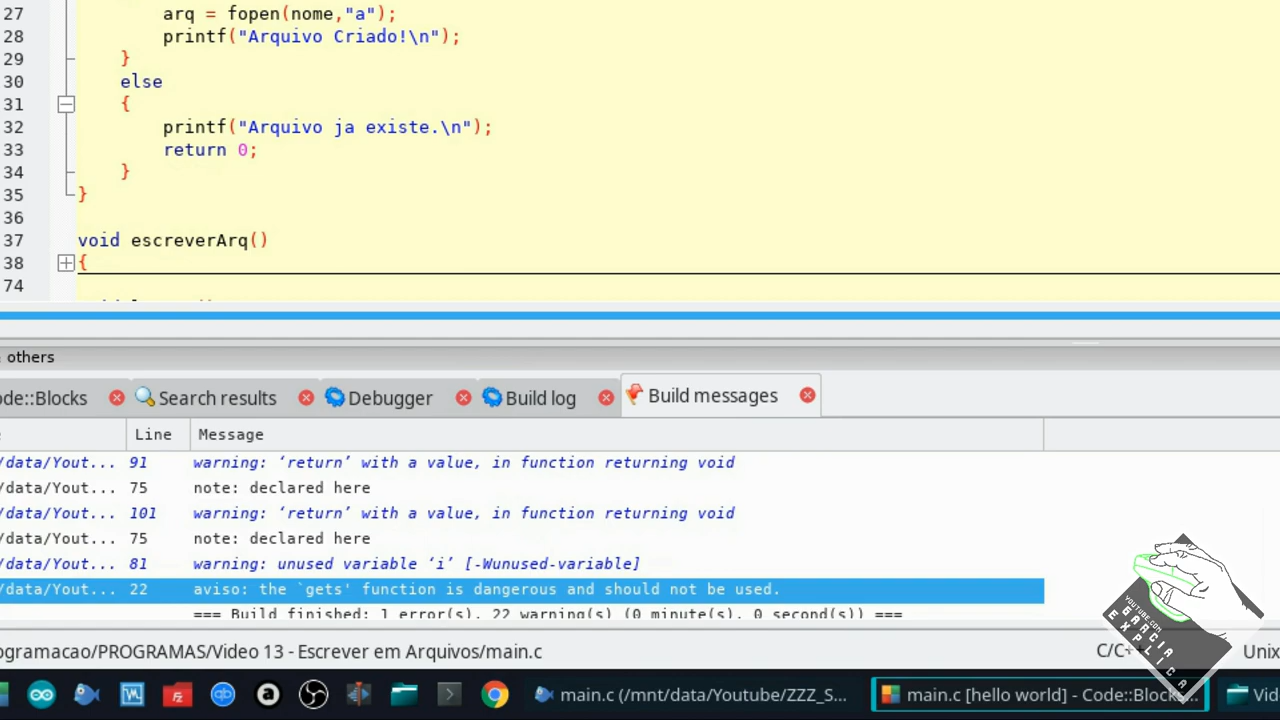 27 arq = fopen(nome,"a");
28 printf("Arquivo Criado!\n");
29 }
30 else
31 {
32 printf("Arquivo ja existe.\n");
33 return 0;
34 }
35 }
36
37 void escreverArq()
38 {
74
others
ode::Blocks Search results Debugger Build log Build messages
Line Message
/data/Yout... 91 warning: ‘return’ with a value, in function returning void
/data/Yout... 75 note: declared here
/data/Yout... 101 warning: ‘return’ with a value, in function returning void
/data/Yout... 75 note: declared here
/data/Yout... 81 warning: unused variable ‘i’ [-Wunused-variable]
/data/Yout... 22 aviso: the `gets' function is dangerous and should not be used.
=== Build finished: 1 error(s), 22 warning(s) (0 minute(s), 0 second(s)) ===
YOUTUBE.COM
GARCIA
EXPLICA
ogramacao/PROGRAMAS/Video 13 - Escrever em Arquivos/main.c C/C++ Unix
main.c (/mnt/data/Youtube/ZZZ_S... main.c [hello world] - Code::Blocks... Vid